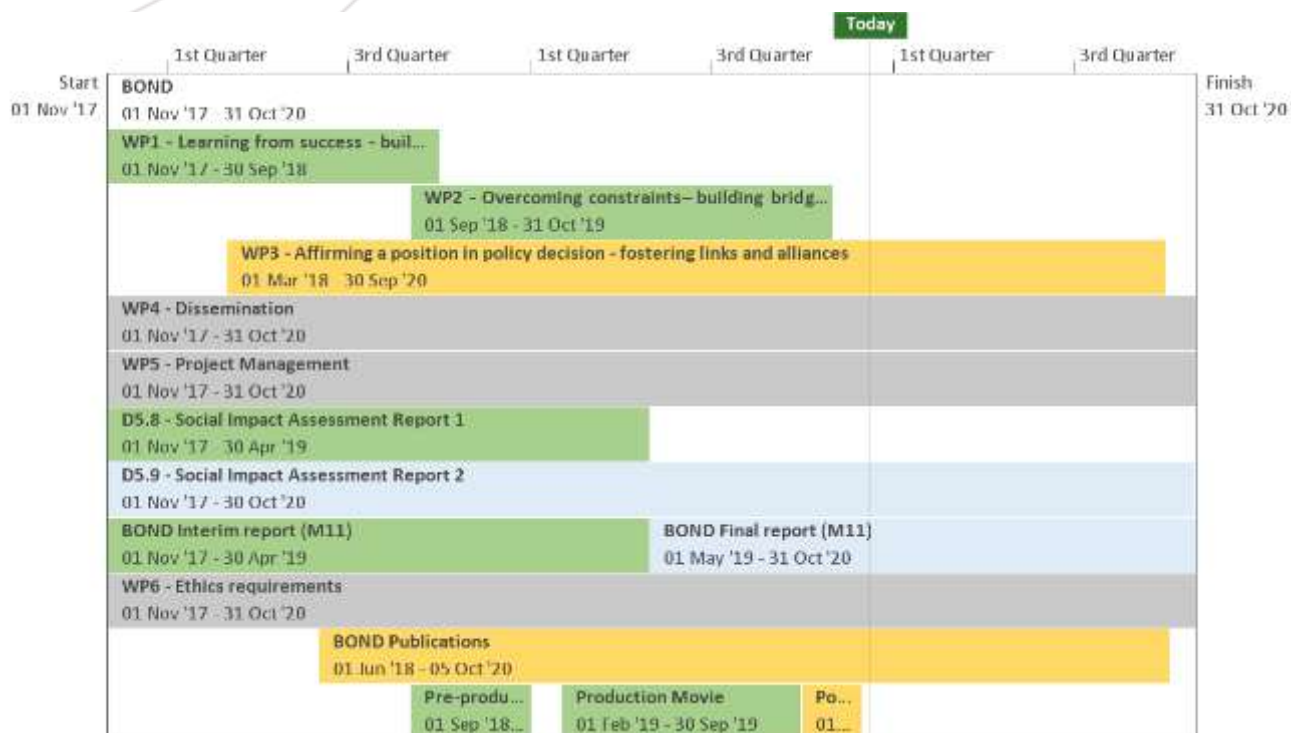 Today
1st Quarter 3rd Quarter 1st Quarter 3rd Quarter 1st Quarter 3rd Quarter
Start
01 Nov '17
Finish
31 Oct '20
BOND
01 Nov '17 - 31 Oct '20
WP1 - Learning from success - buil...
01 Nov '17 - 30 Sep '18
WP2 - Overcoming constraints– building bridg...
01 Sep '18 - 31 Oct '19
WP3 - Affirming a position in policy decision - fostering links and alliances
01 Mar '18 - 30 Sep '20
WP4 - Dissemination
01 Nov '17 - 31 Oct '20
WP5 - Project Management
01 Nov '17 - 31 Oct '20
D5.8 - Social Impact Assessment Report 1
01 Nov '17 - 30 Apr '19
D5.9 - Social Impact Assessment Report 2
01 Nov '17 - 30 Oct '20
BOND Interim report (M11)
01 Nov '17 - 30 Apr '19
BOND Final report (M11)
01 May '19 - 31 Oct '20
WP6 - Ethics requirements
01 Nov '17 - 31 Oct '20
BOND Publications
01 Jun '18 - 05 Oct '20
Pre-produ...
01 Sep '18...
Production Movie
01 Feb '19 - 30 Sep '19
Po...
01...